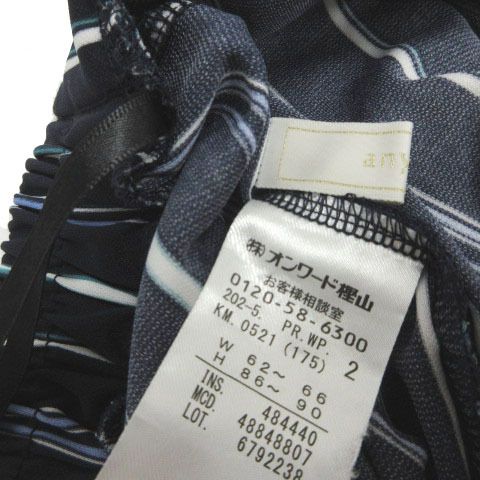 any
(株)オンワード樫山
お客様相談室
0120-58-6300
202-5. PR.WP.
KM. 0521 (175) 2
W 62～ 66
H 86～ 90
INS. 484440
MCD. 48848807
LOT. 6792238